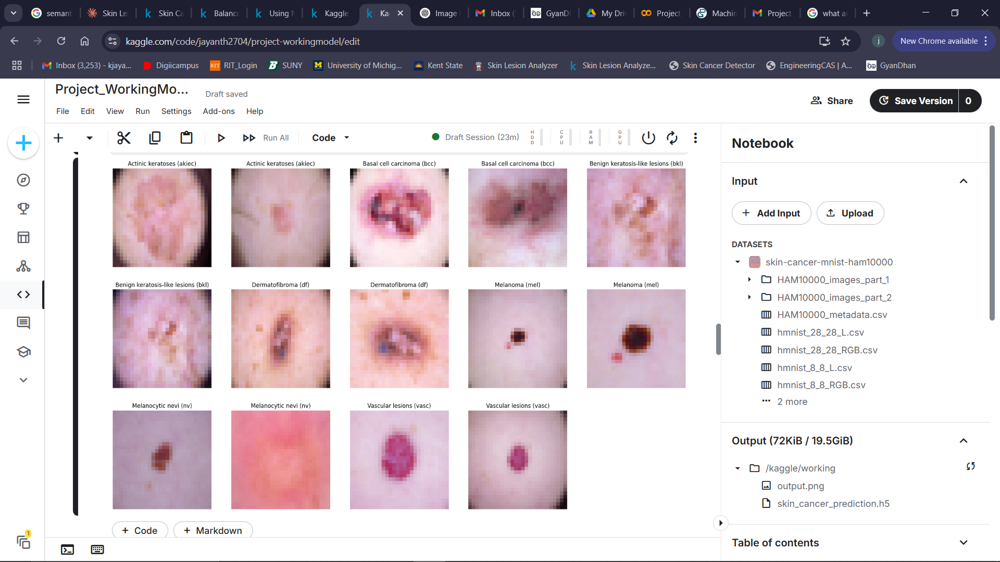 semant
Skin Le
Skin Ca
Balance
Using
Kaggle
Ka
Image
Inbox (
GyanD
My Dri
Project
Machin
Project
what a
kaggle.com/code/jayanth2704/project-workingmodel/edit
j
New Chrome available
Inbox (3,253) - kjaya...
Digiicampus
RIT RIT_Login
SUNY
University of Michig...
Kent State
Skin Lesion Analyzer
Skin Lesion Analyze...
Skin Cancer Detector
EngineeringCAS | A...
GyanDhan
Project_WorkingMo...
Draft saved
File Edit View Run Settings Add-ons Help
Share
Save Version 0
Run All
Code
Draft Session (23m)
HDD
CPU
RAM
GPU
Actinic keratoses (akiec)
Actinic keratoses (akiec)
Basal cell carcinoma (bcc)
Basal cell carcinoma (bcc)
Benign keratosis-like lesions (bkl)
Benign keratosis-like lesions (bkl)
Dermatofibroma (df)
Dermatofibroma (df)
Melanoma (mel)
Melanoma (mel)
Melanocytic nevi (nv)
Melanocytic nevi (nv)
Vascular lesions (vasc)
Vascular lesions (vasc)
+ Code
+ Markdown
1
Notebook
Input
Add Input
Upload
DATASETS
skin-cancer-mnist-ham10000
HAM10000_images_part_1
HAM10000_images_part_2
HAM10000_metadata.csv
hmnist_28_28_L.csv
hmnist_28_28_RGB.csv
hmnist_8_8_L.csv
hmnist_8_8_RGB.csv
2 more
Output (72KiB / 19.5GiB)
/kaggle/working
output.png
skin_cancer_prediction.h5
Table of contents